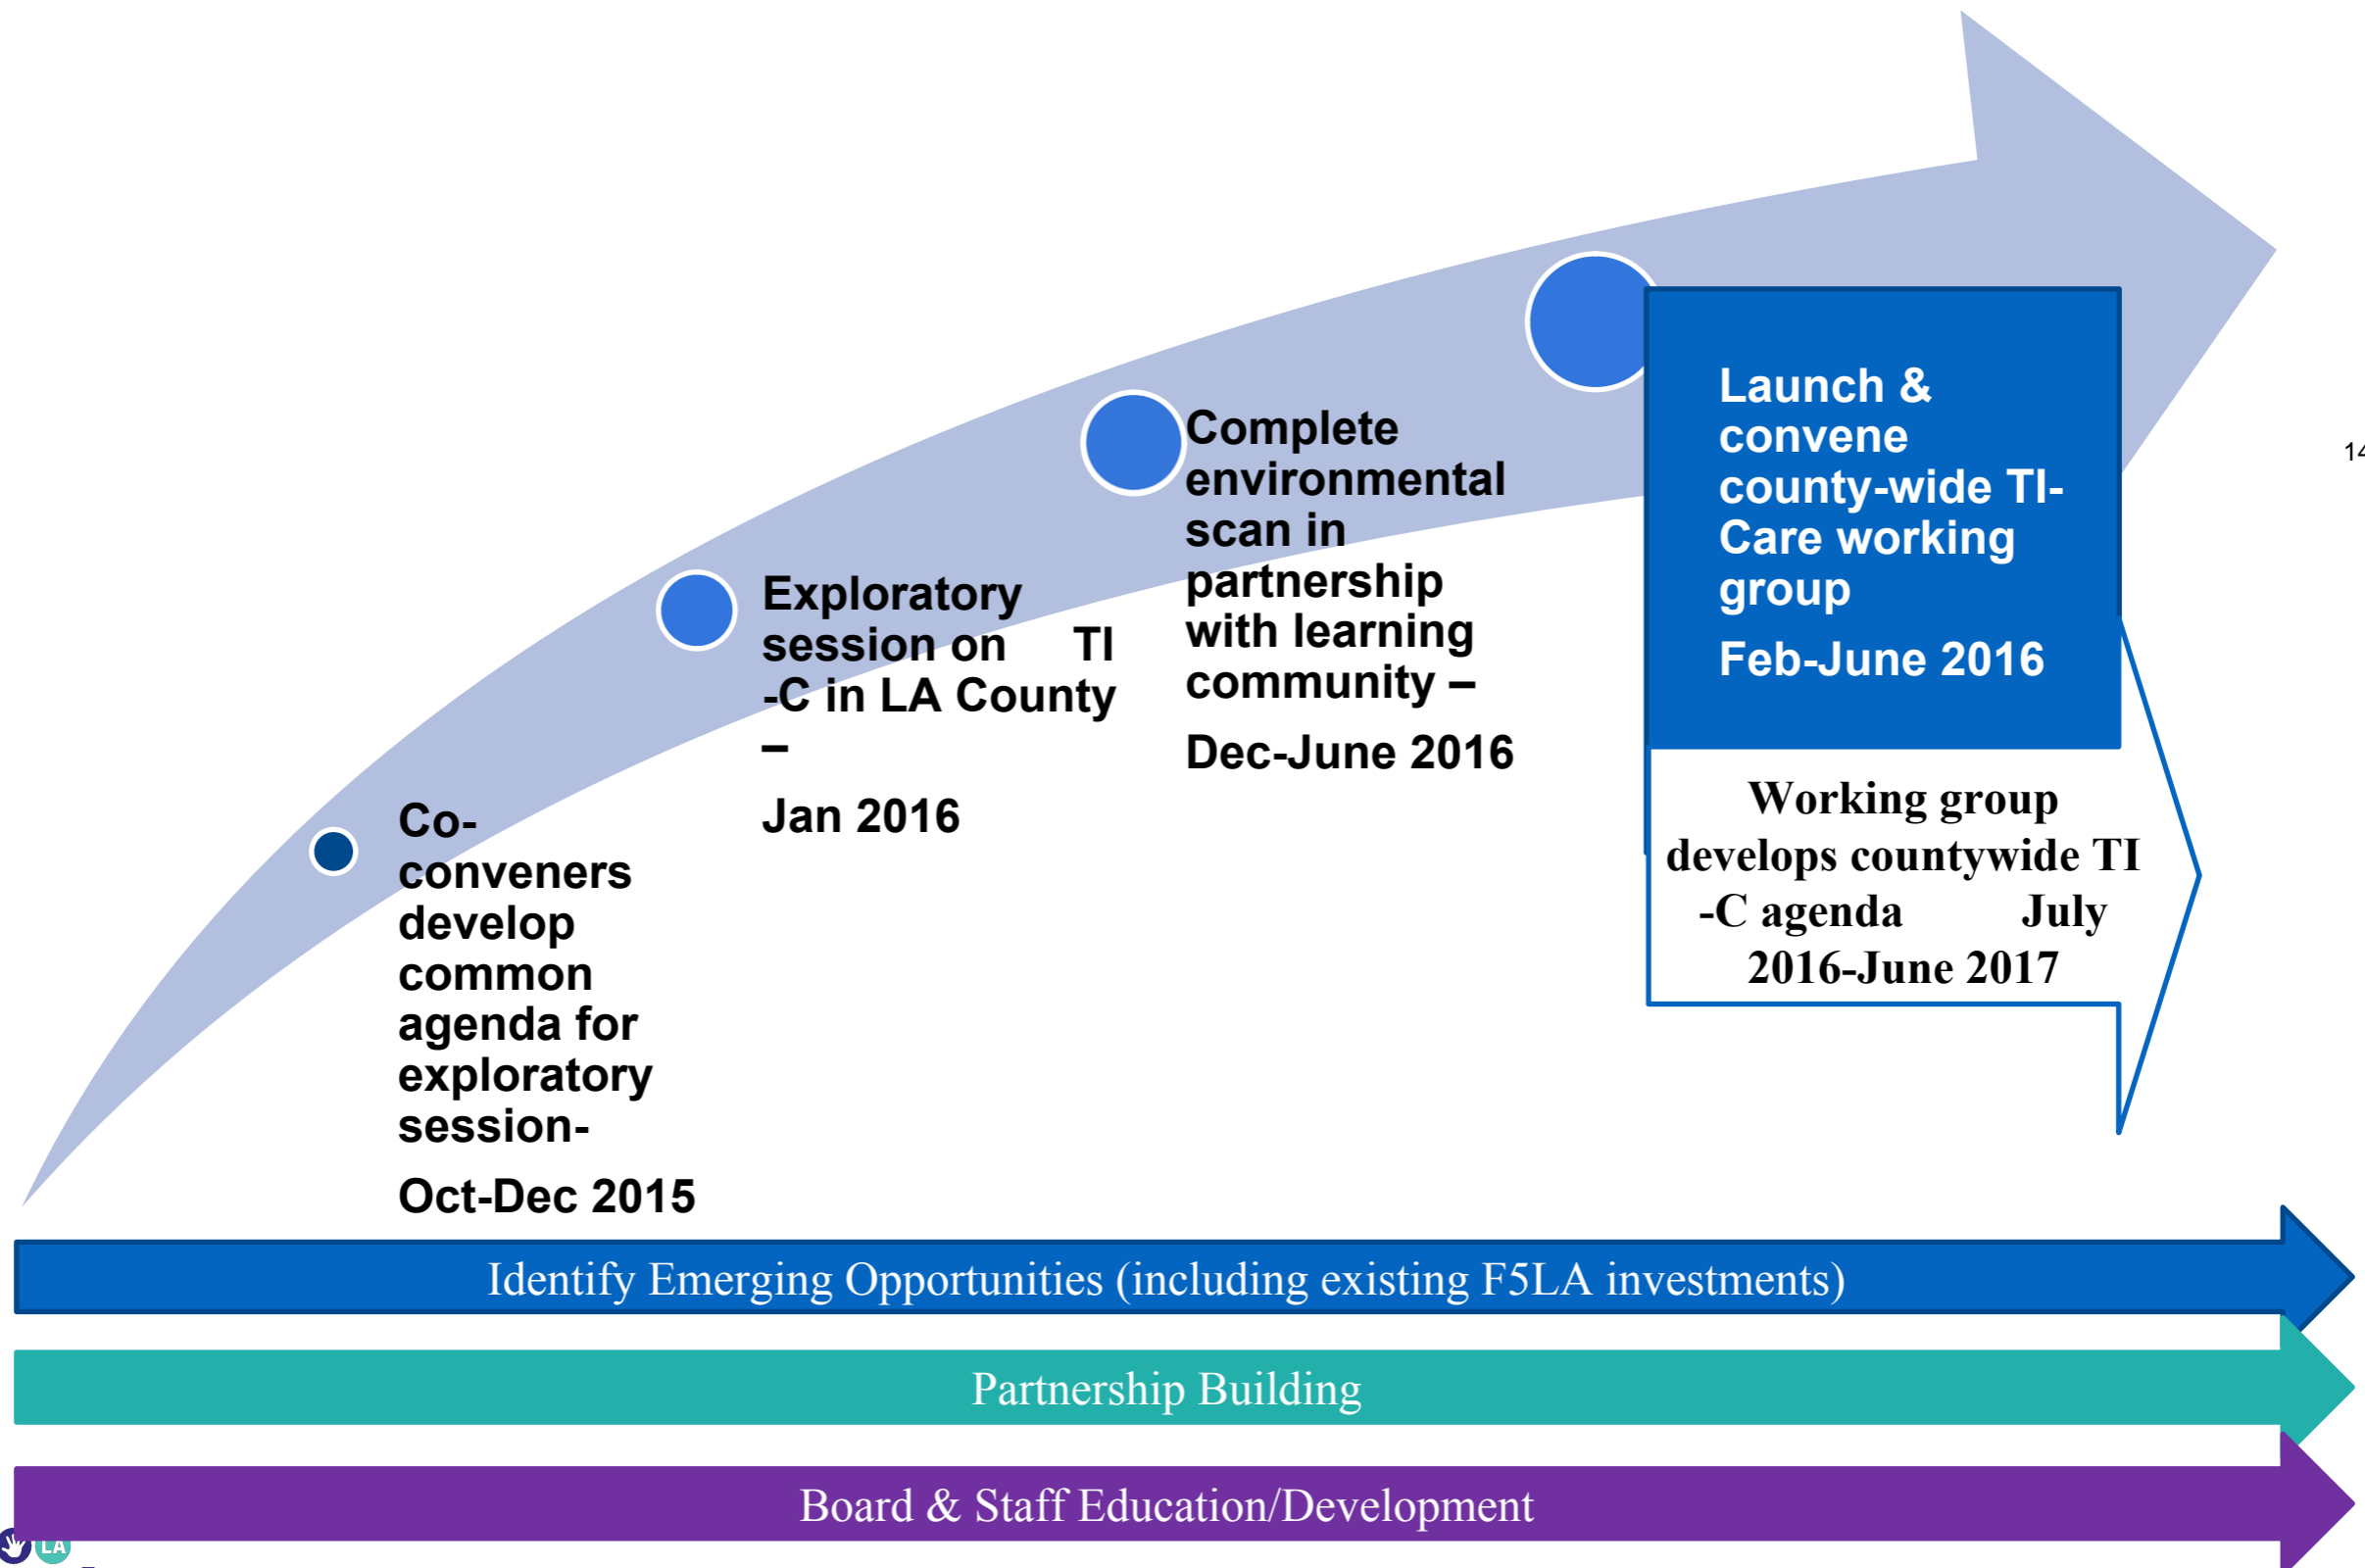 14
Co-
conveners
develop
common
agenda for
exploratory
session-
Oct-Dec 2015
Exploratory
session on TI
-C in LA County
–
Jan 2016
Complete
environmental
scan in
partnership
with learning
community –
Dec-June 2016
Launch &
convene
county-wide TI-
Care working
group
Feb-June 2016
Working group
develops countywide TI
-C agenda July
2016-June 2017
Identify Emerging Opportunities (including existing F5LA investments)
Partnership Building
Board & Staff Education/Development
LA